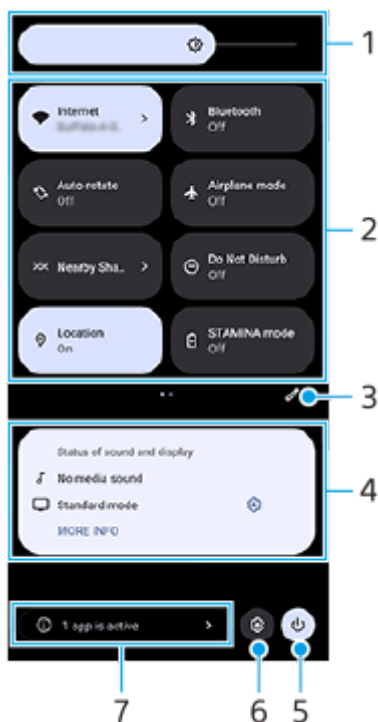 1
Internet
Bluetooth
Off
Auto-rotate
Off
Airplane mode
Off
2
Nearby Sha..
Do Not Disturb
Off
Location
On
STAMINA mode
Off
3
Status of sound and display
No media sound
Standard mode
MORE INFO
4
1 app is active
7
6
5